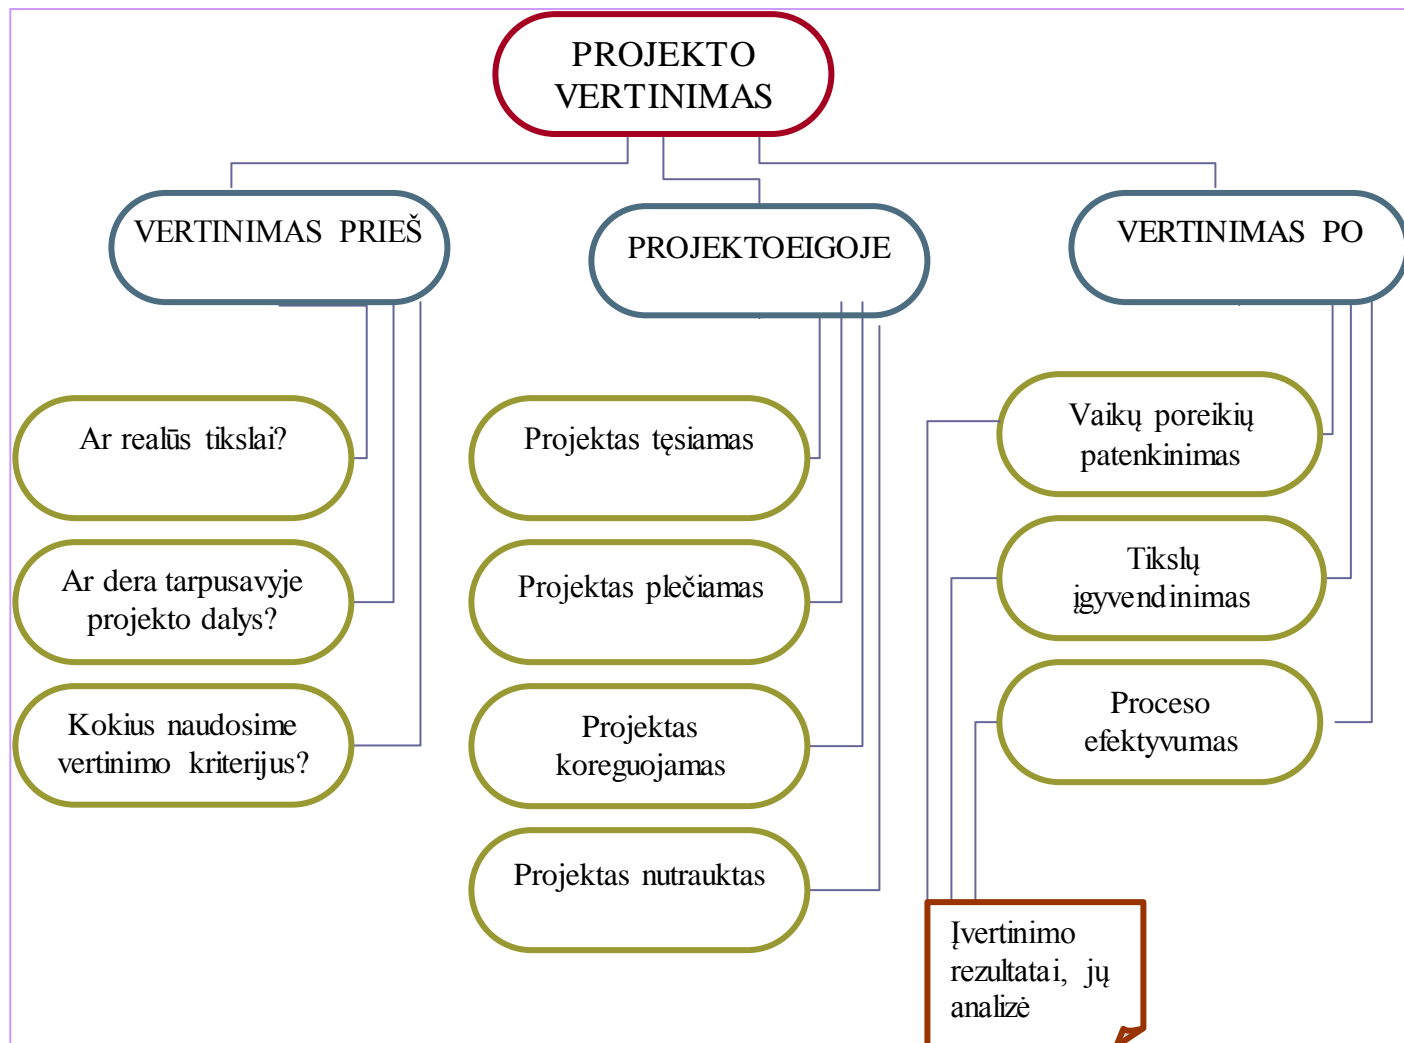 PROJEKTO
VERTINIMAS
VERTINIMAS PRIEŠ
PROJEKTOEIGOJE
VERTINIMAS PO
Ar realūs tikslai?
Ar dera tarpusavyje
projekto dalys?
Kokius naudosime
vertinimo kriterijus?
Projektas tęsiamas
Projektas plečiamas
Projektas
koreguojamas
Projektas nutrauktas
Vaikų poreikių
patenkinimas
Tikslų
įgyvendinimas
Proceso
efektyvumas
Įvertinimo
rezultatai, jų
analizė